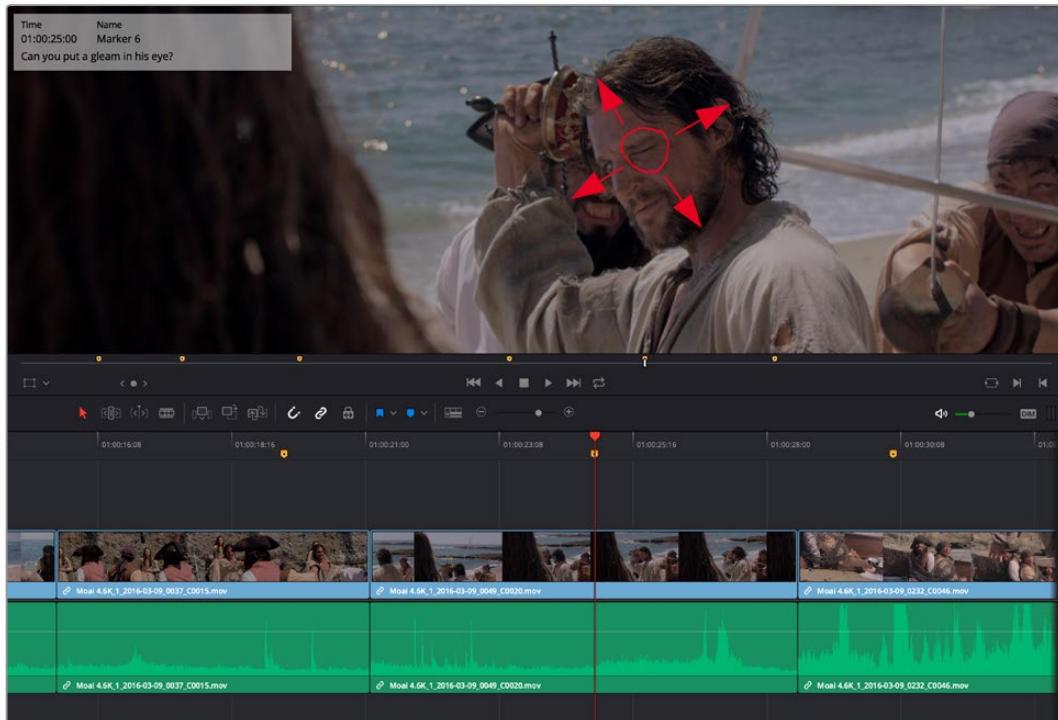 Time Name
01:00:25:00 Marker 6
Can you put a gleam in his eye?
DIM
01:00:16:08 01:00:18:16 01:00:21:00 01:00:23:08 01:00:25:16 01:00:28:00 01:00:30:08
Moai 4.6K_1_2016-03-09_0037_C0015.mov Moai 4.6K_1_2016-03-09_0049_C0020.mov Moai 4.6K_1_2016-03-09_0232_C0046.mov
Moai 4.6K_1_2016-03-09_0037_C0015.mov Moai 4.6K_1_2016-03-09_0049_C0020.mov Moai 4.6K_1_2016-03-09_0232_C0046.mov